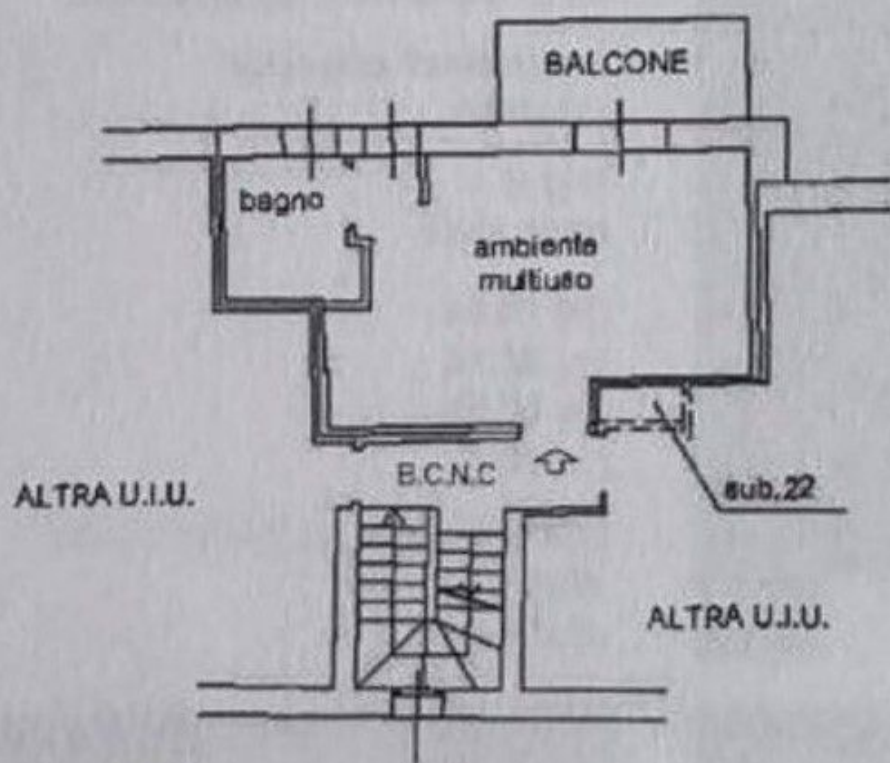 BALCONE
bagno
ambiente
multiuso
B.C.N.C
sub.22
ALTRA U.I.U.
ALTRA U.I.U.